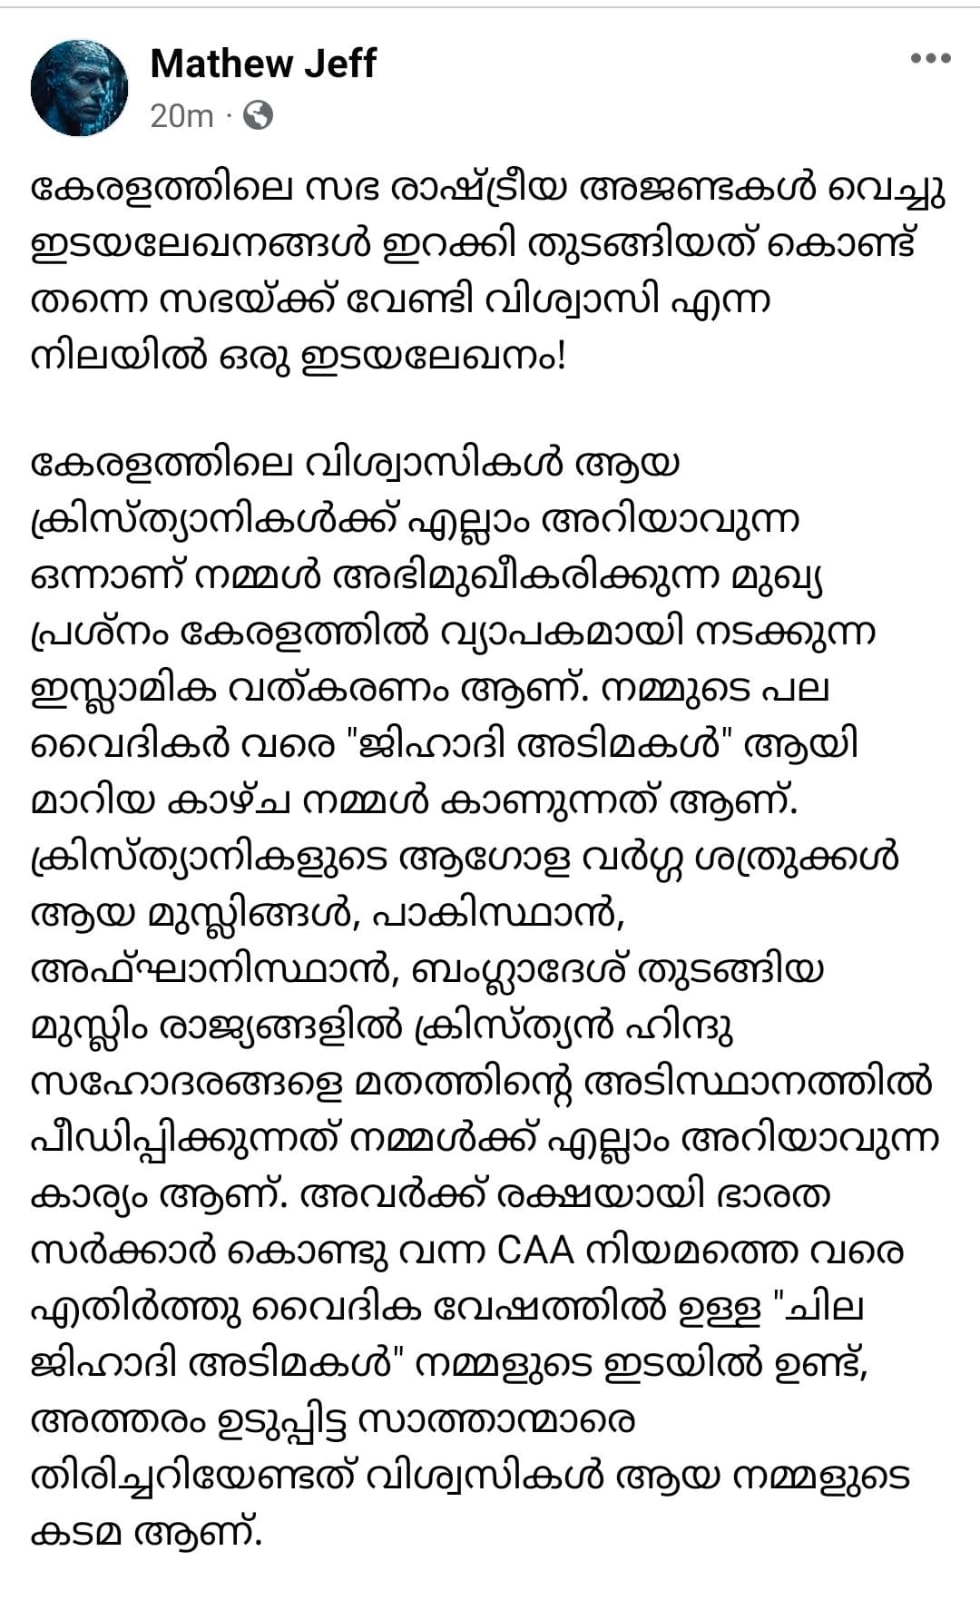 Mathew Jeff
20m ·
കേരളത്തിലെ സഭ രാഷ്ട്രീയ അജണ്ടകൾ വെച്ചു
ഇടയലേഖനങ്ങൾ ഇറക്കി തുടങ്ങിയത് കൊണ്ട്
തന്നെ സഭയ്ക്ക് വേണ്ടി വിശ്വാസി എന്ന
നിലയിൽ ഒരു ഇടയലേഖനം!
കേരളത്തിലെ വിശ്വാസികൾ ആയ
ക്രിസ്ത്യാനികൾക്ക് എല്ലാം അറിയാവുന്ന
ഒന്നാണ് നമ്മൾ അഭിമുഖീകരിക്കുന്ന മുഖ്യ
പ്രശ്നം കേരളത്തിൽ വ്യാപകമായി നടക്കുന്ന
ഇസ്ലാമിക വത്കരണം ആണ്. നമ്മുടെ പല
വൈദികർ വരെ "ജിഹാദി അടിമകൾ" ആയി
മാറിയ കാഴ്ച നമ്മൾ കാണുന്നത് ആണ്.
ക്രിസ്ത്യാനികളുടെ ആഗോള വർഗ്ഗ ശത്രുക്കൾ
ആയ മുസ്ലിങ്ങൾ, പാകിസ്ഥാൻ,
അഫ്ഘാനിസ്ഥാൻ, ബംഗ്ലാദേശ് തുടങ്ങിയ
മുസ്ലിം രാജ്യങ്ങളിൽ ക്രിസ്ത്യൻ ഹിന്ദു
സഹോദരങ്ങളെ മതത്തിന്റെ അടിസ്ഥാനത്തിൽ
പീഡിപ്പിക്കുന്നത് നമ്മൾക്ക് എല്ലാം അറിയാവുന്ന
കാര്യം ആണ്. അവർക്ക് രക്ഷയായി ഭാരത
സർക്കാർ കൊണ്ടു വന്ന CAA നിയമത്തെ വരെ
എതിർത്തു വൈദിക വേഷത്തിൽ ഉള്ള "ചില
ജിഹാദി അടിമകൾ" നമ്മളുടെ ഇടയിൽ ഉണ്ട്,
അത്തരം ഉടുപ്പിട്ട സാത്താന്മാരെ
തിരിച്ചറിയേണ്ടത് വിശ്വസികൾ ആയ നമ്മളുടെ
കടമ ആണ്.